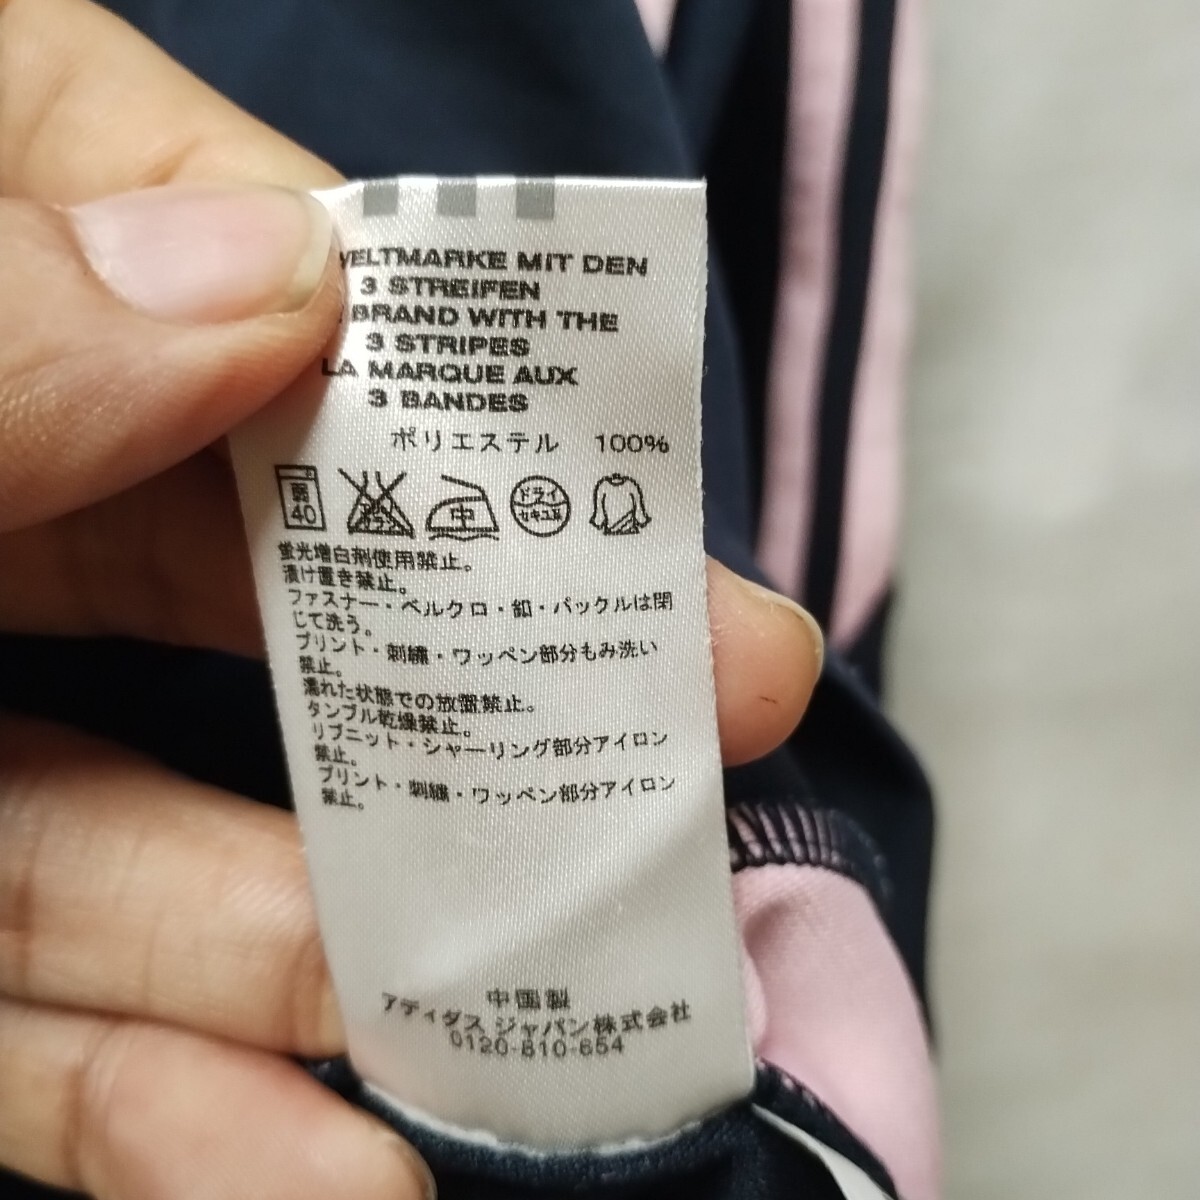 WELTMARKE MIT DEN
3 STREIFEN
BRAND WITH THE
3 STRIPES
LA MARQUE AUX
3 BANDES
ポリエステル 100%
弱 40 中 ドライ セキユ系
蛍光増白剤使用禁止。
漬け置き禁止。
ファスナー・ベルクロ・釦・バックルは閉
じて洗う。
プリント・刺繍・ワッペン部分もみ洗い
禁止。
濡れた状態での放置禁止。
タンブル乾燥禁止。
リブニット・シャーリング部分アイロン
禁止。
プリント・刺繍・ワッペン部分アイロン
禁止。
中国製
アディダス ジャパン株式会社
0120-810-654